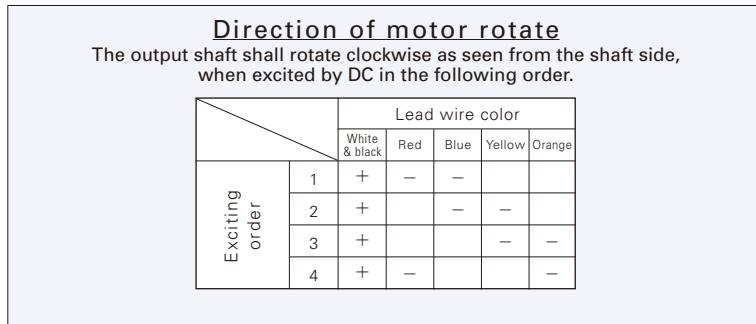 Direction of motor rotate
The output shaft shall rotate clockwise as seen from the shaft side,
when excited by DC in the following order.
Lead wire color
White & black Red Blue Yellow Orange
Exciting order
1 + − −
2 + − −
3 + − −
4 + − −